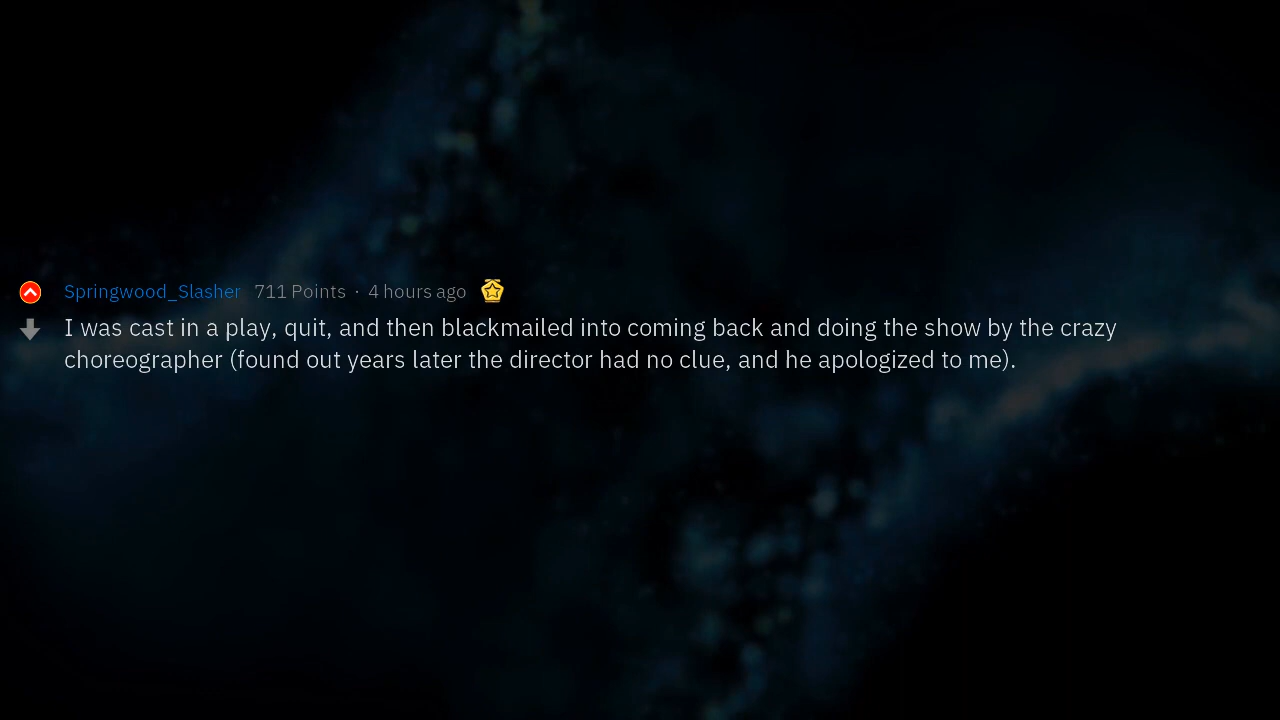 Springwood_Slasher 711 Points · 4 hours ago
I was cast in a play, quit, and then blackmailed into coming back and doing the show by the crazy
choreographer (found out years later the director had no clue, and he apologized to me).